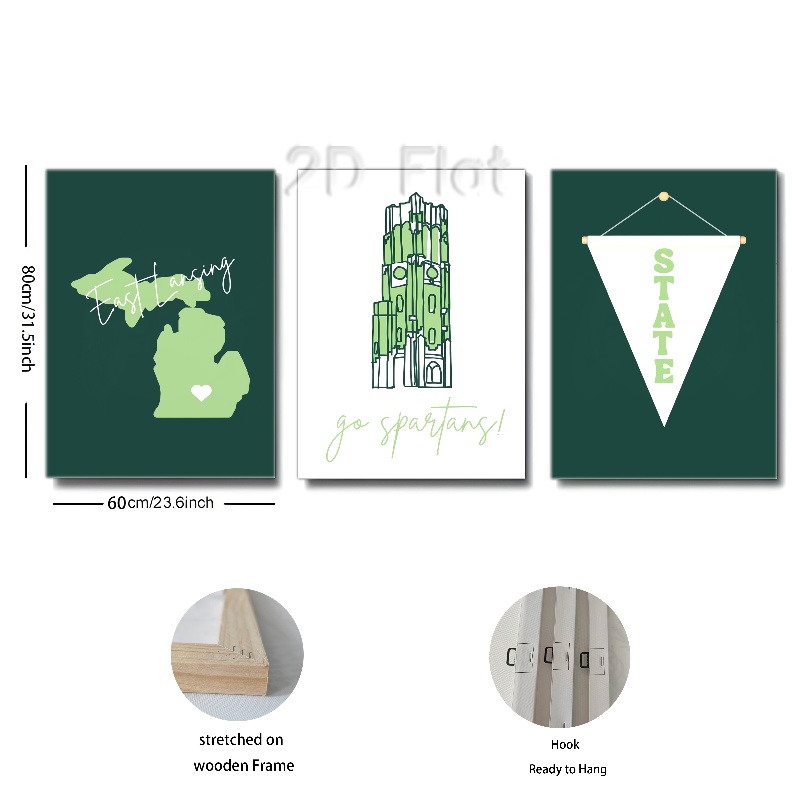 2D Flat
80cm/31.5inch
East Lansing
go spartans!
STATE
60cm/23.6inch
stretched on
wooden Frame
Hook
Ready to Hang